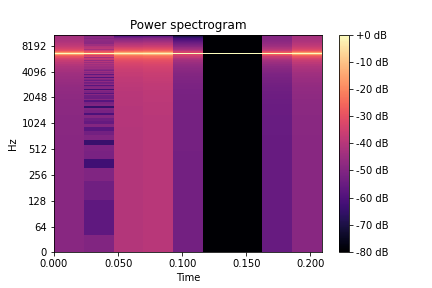 Power spectrogram
8192
4096
2048
1024
512
256
128
64
0
Hz
0.000 0.050 0.100 0.150 0.200
Time
+0 dB
-10 dB
-20 dB
-30 dB
-40 dB
-50 dB
-60 dB
-70 dB
-80 dB